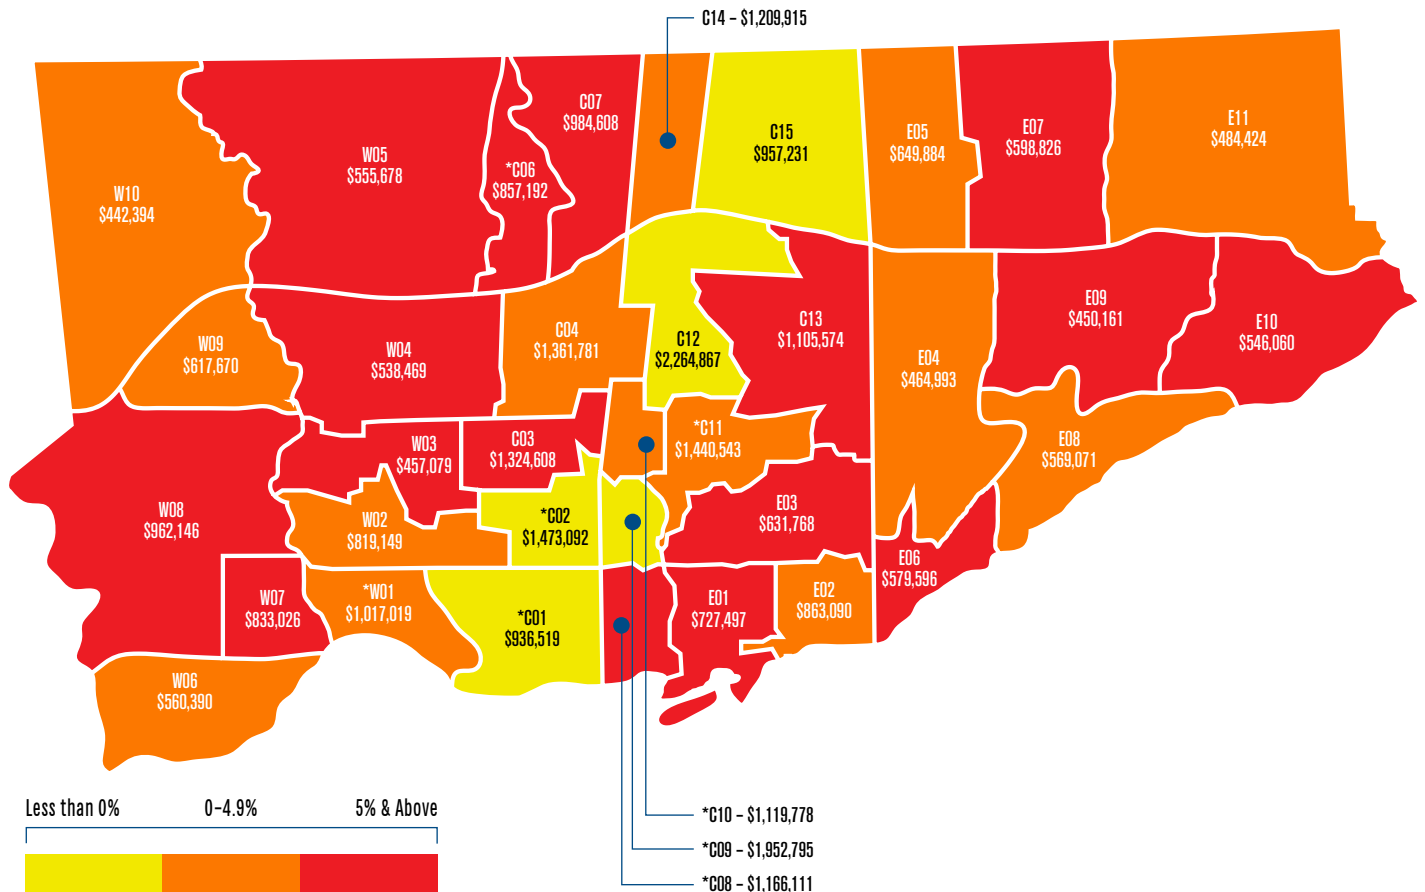 C14 – $1,209,915
C07
$984,608
C15
$957,231
E05
$649,884
E07
$598,826
E11
$484,424
W05
$555,678
*C06
$857,192
W10
$442,394
E09
$450,161
E10
$546,060
C13
$1,105,574
C04
$1,361,781
C12
$2,264,867
W09
$617,670
W04
$538,469
E04
$464,993
*C11
$1,440,543
E08
$569,071
W03
$457,079
C03
$1,324,608
W08
$962,146
W02
$819,149
*C02
$1,473,092
E03
$631,768
E06
$579,596
W07
$833,026
*W01
$1,017,019
*C01
$936,519
E01
$727,497
E02
$863,090
W06
$560,390
Less than 0%
0–4.9%
5% & Above
*C10 – $1,119,778
*C09 – $1,952,795
*C08 – $1,166,111